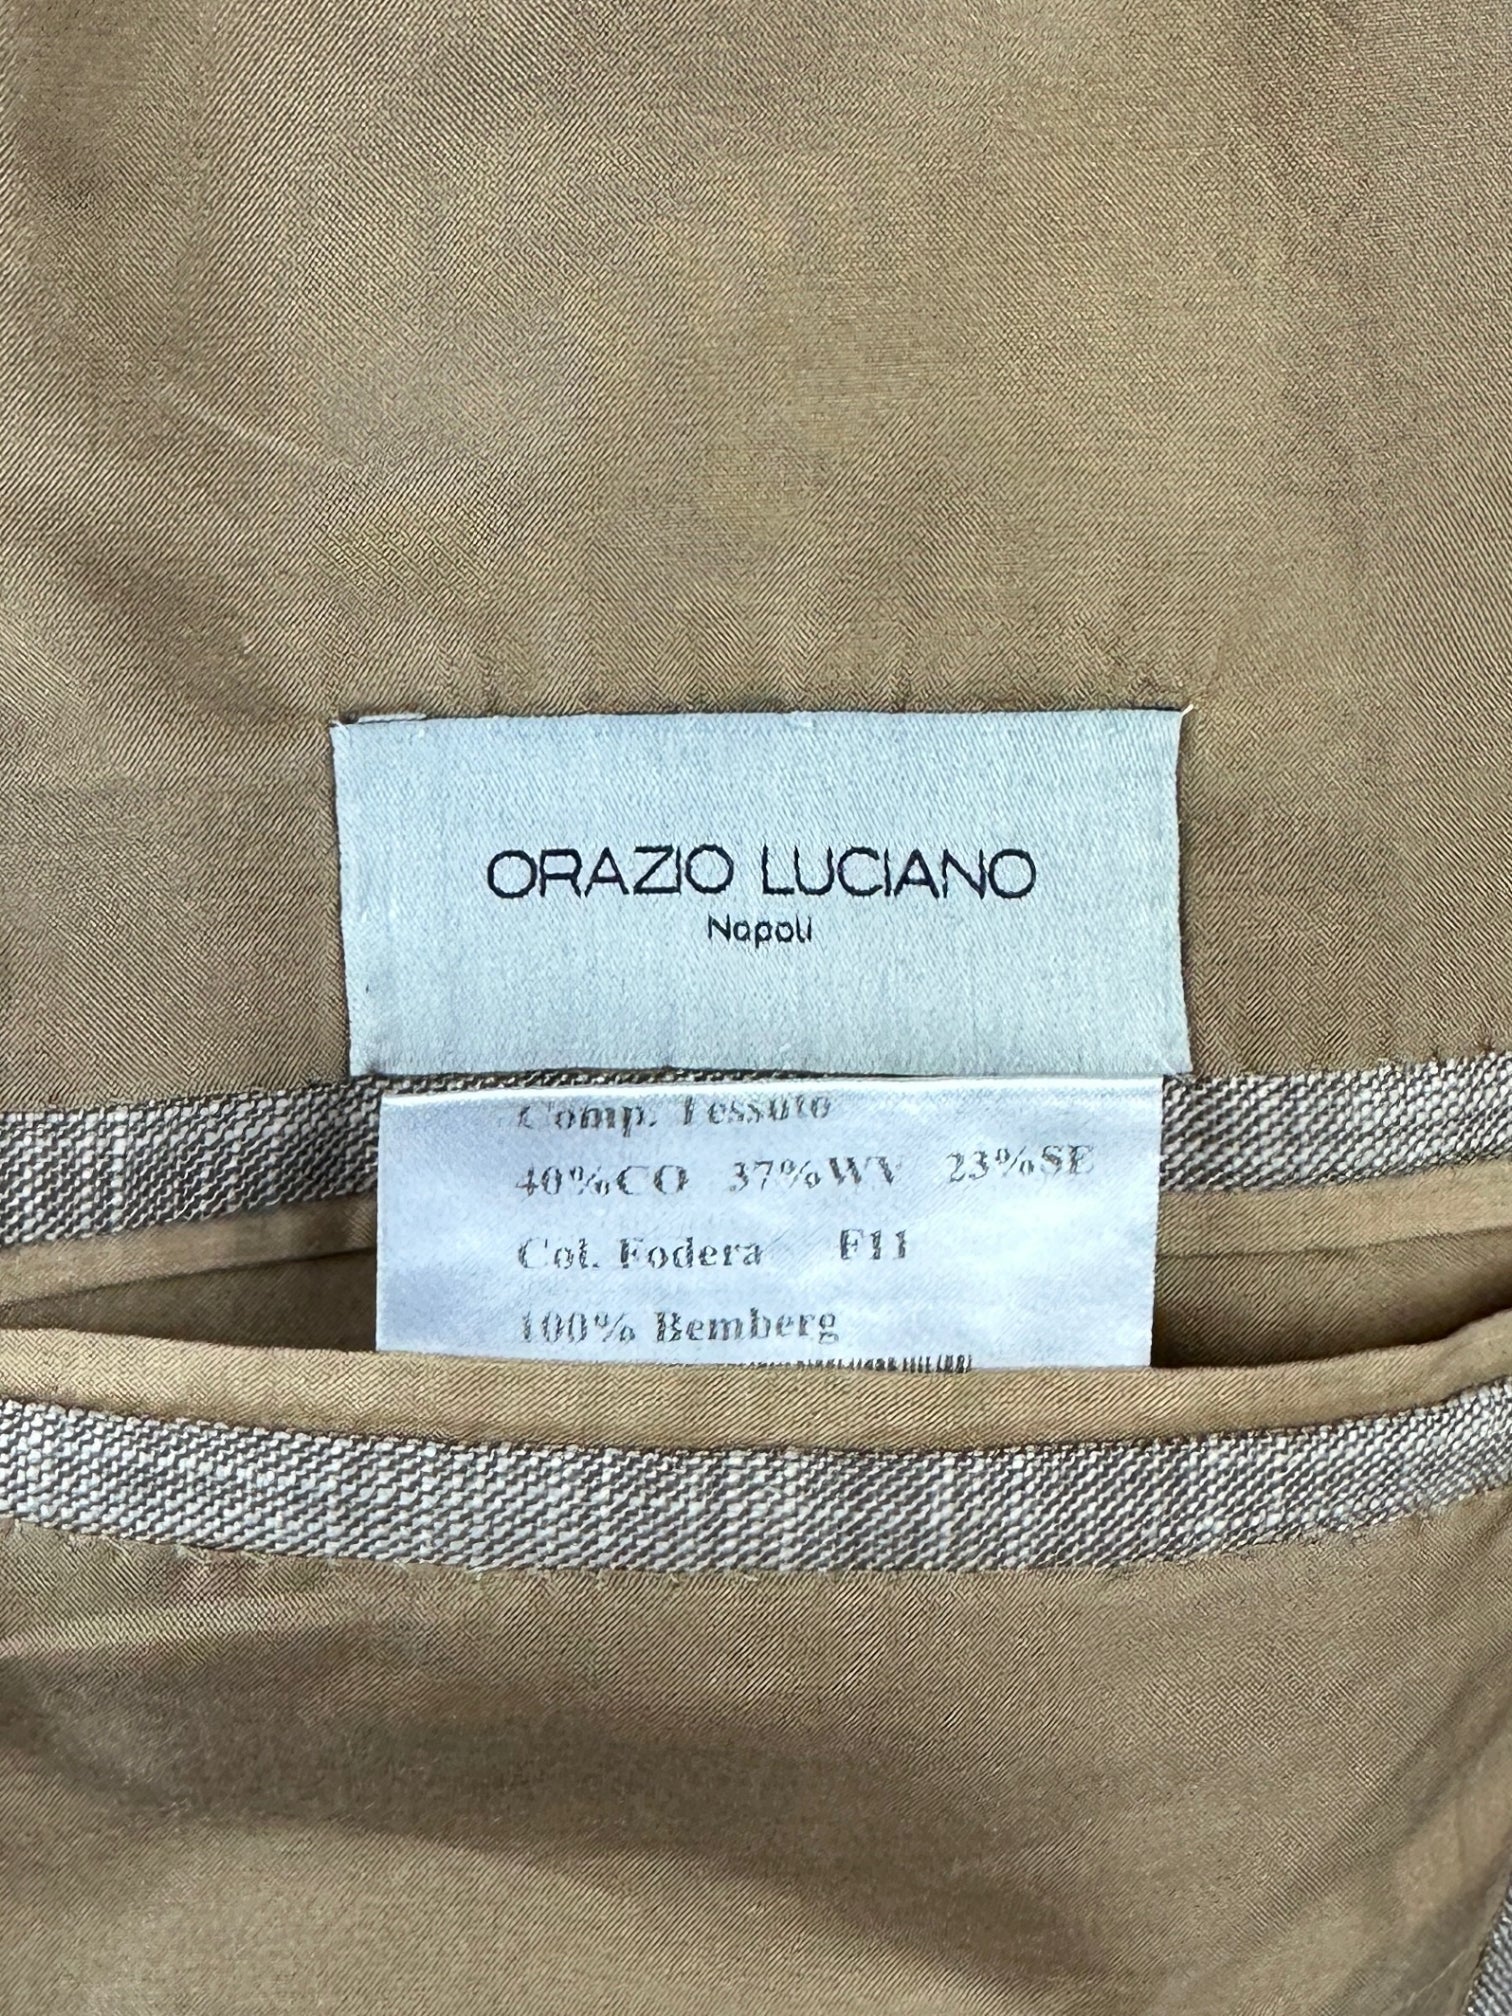 ORAZIO LUCIANO
Napoli
Comp. Tessuto
40%CO 37%WV 23%SE
Col. Fodera F11
100% Bemberg